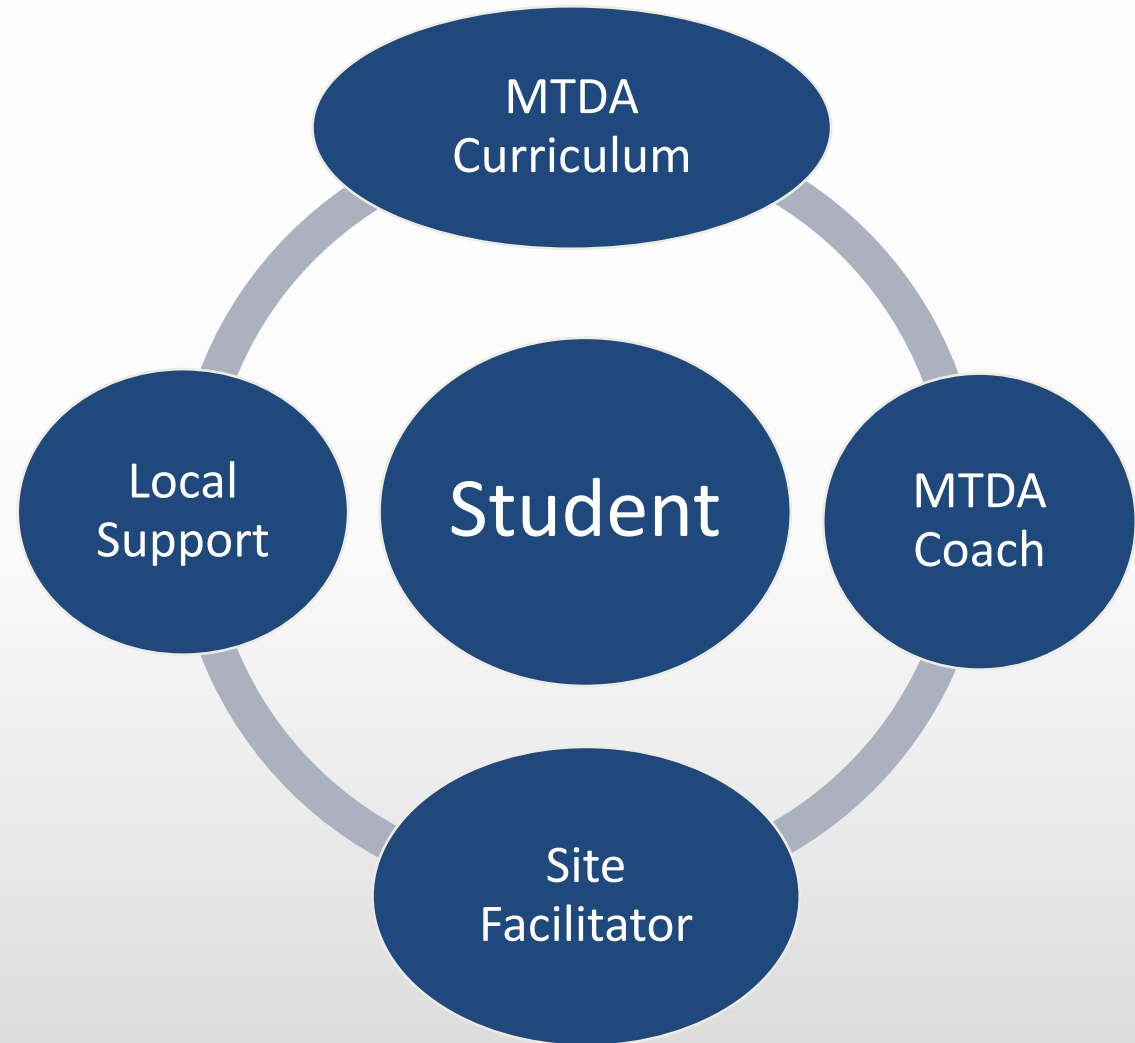 MTDA
Curriculum
Local
Support
Student
MTDA
Coach
Site
Facilitator